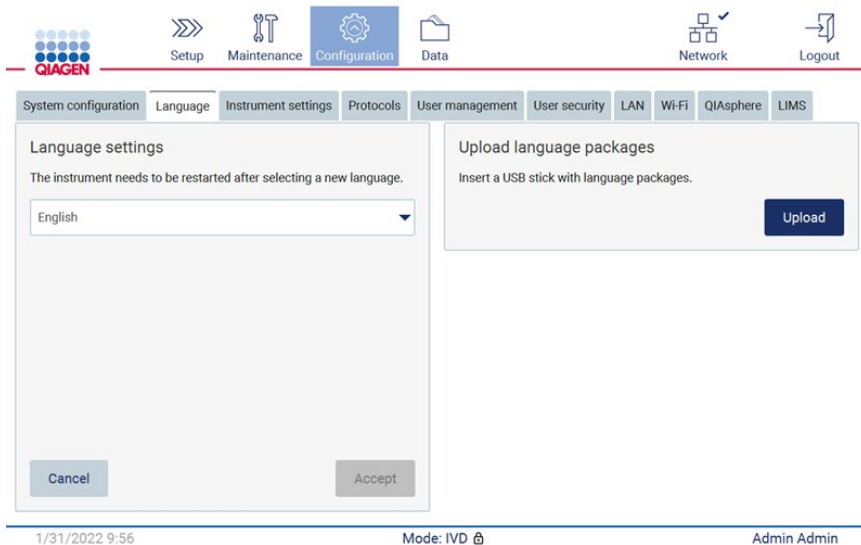 QIAGEN
Setup
Maintenance
Configuration
Data
Network
Logout
System configuration
Language
Instrument settings
Protocols
User management
User security
LAN
Wi-Fi
QIAsphere
LIMS
Language settings
The instrument needs to be restarted after selecting a new language.
English
Cancel
Accept
Upload language packages
Insert a USB stick with language packages.
Upload
1/31/2022 9:56
Mode: IVD
Admin Admin